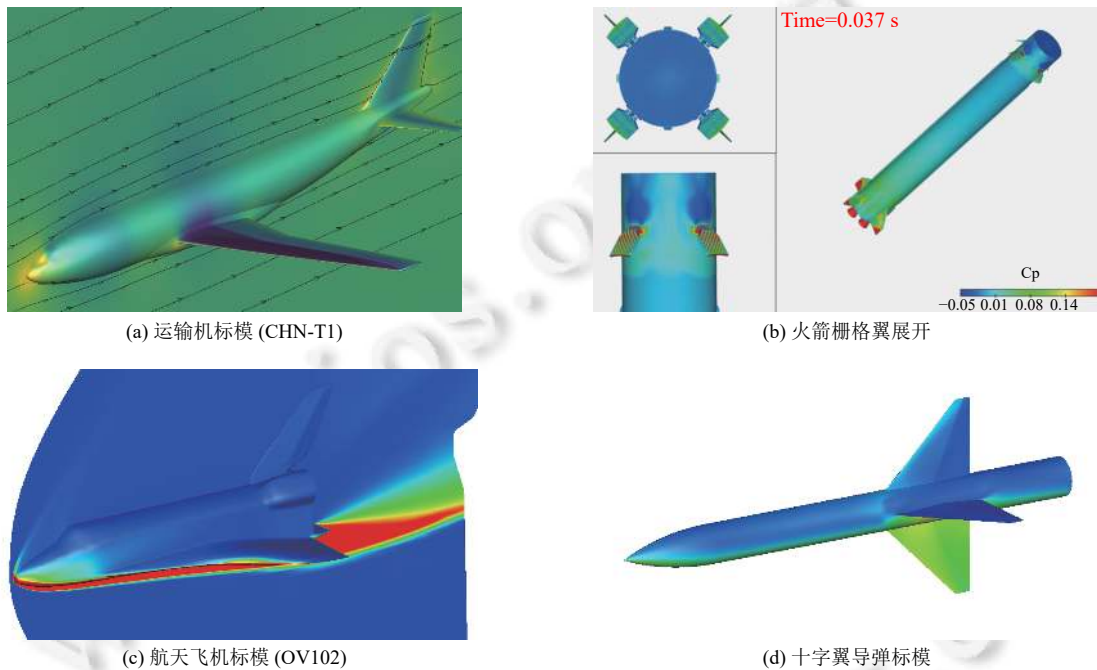 Time=0.037 s
Cp
−0.05 0.01 0.08 0.14
(a) 运输机标模 (CHN-T1)
(b) 火箭栅格翼展开
(c) 航天飞机标模 (OV102)
(d) 十字翼导弹标模